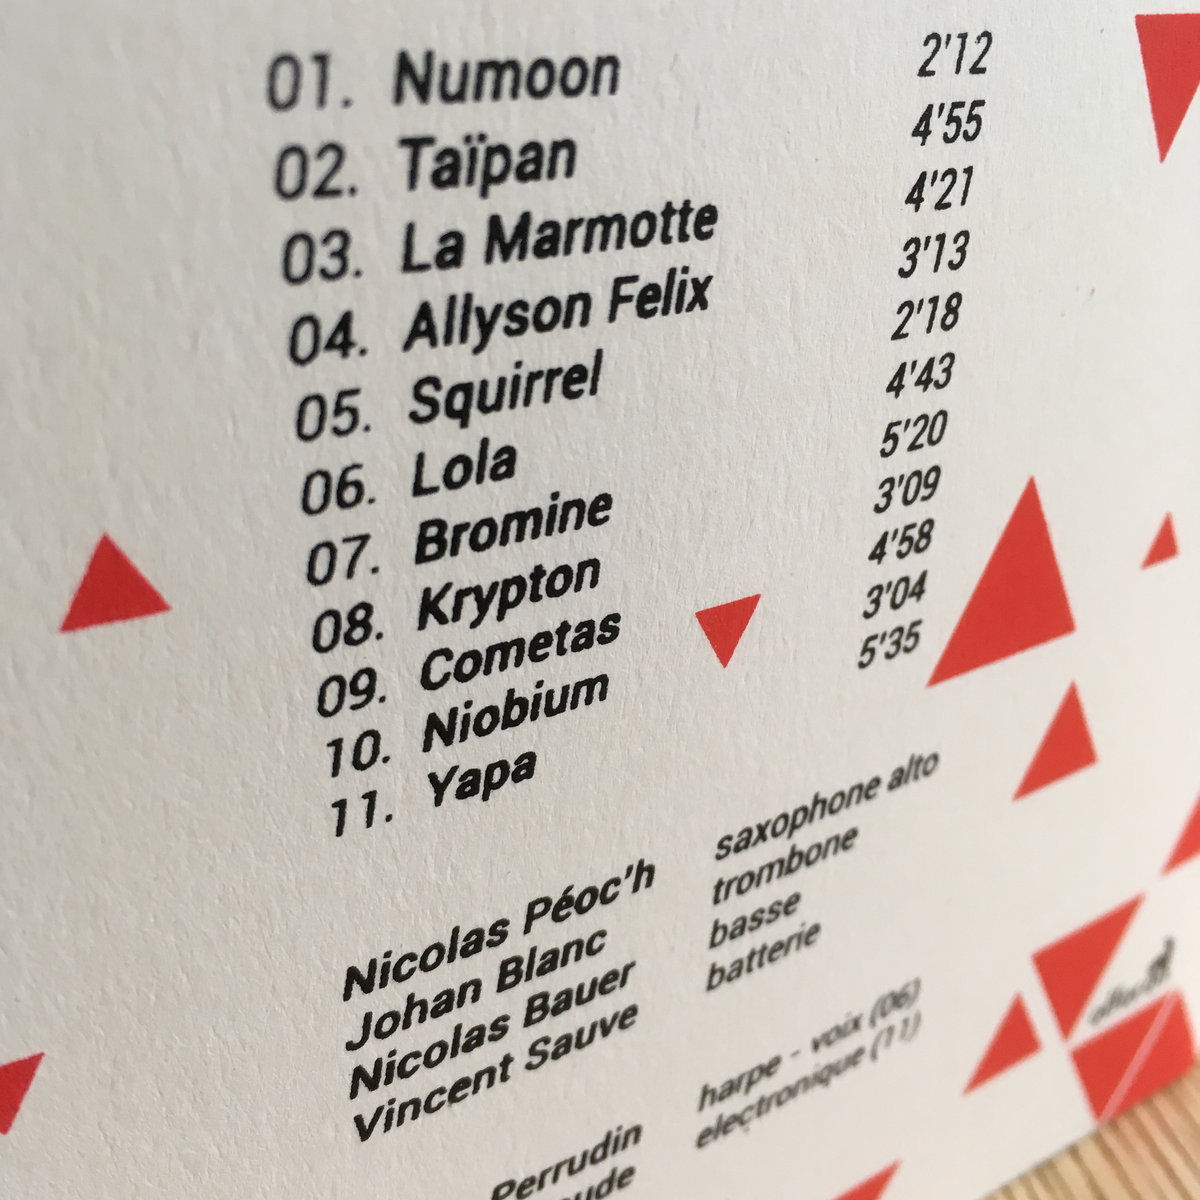 01. Numoon 2'12
02. Taïpan 4'55
03. La Marmotte 4'21
04. Allyson Felix 3'13
05. Squirrel 2'18
06. Lola 4'43
07. Bromine 5'20
08. Krypton 3'09
09. Cometas 4'58
10. Niobium 3'04
11. Yapa 5'35
Nicolas Péoc'h saxophone alto
Johan Blanc trombone
Nicolas Bauer basse
Vincent Sauve batterie
Perrudin harpe - voix (06)
electronique (11)